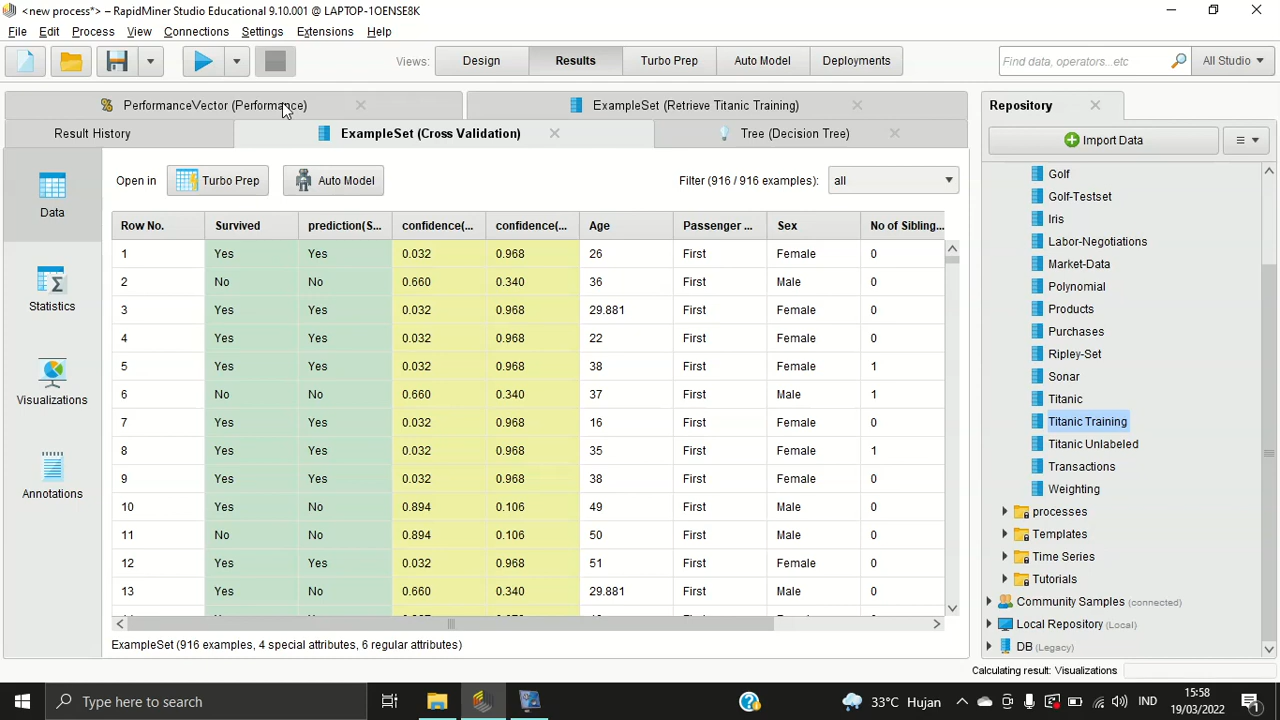 <new process*> – RapidMiner Studio Educational 9.10.001 @ LAPTOP-1OENSE8K
File Edit Process View Connections Settings Extensions Help
Views: Design Results Turbo Prep Auto Model Deployments Find data, operators...etc All Studio
PerformanceVector (Performance) ExampleSet (Retrieve Titanic Training)
Result History ExampleSet (Cross Validation) Tree (Decision Tree)
Repository
Import Data
Data
Statistics
Visualizations
Annotations
Open in Turbo Prep Auto Model Filter (916 / 916 examples): all
Row No. Survived prediction(S... confidence(... confidence(... Age Passenger ... Sex No of Sibling...
1 Yes Yes 0.032 0.968 26 First Female 0
2 No No 0.660 0.340 36 First Male 0
3 Yes Yes 0.032 0.968 29.881 First Female 0
4 Yes Yes 0.032 0.968 22 First Female 0
5 Yes Yes 0.032 0.968 38 First Female 1
6 No No 0.660 0.340 37 First Male 1
7 Yes Yes 0.032 0.968 16 First Female 0
8 Yes Yes 0.032 0.968 35 First Female 1
9 Yes Yes 0.032 0.968 38 First Female 0
10 Yes No 0.894 0.106 49 First Male 0
11 No No 0.894 0.106 50 First Male 0
12 Yes Yes 0.032 0.968 51 First Female 0
13 Yes No 0.660 0.340 29.881 First Male 0
ExampleSet (916 examples, 4 special attributes, 6 regular attributes)
Golf
Golf-Testset
Iris
Labor-Negotiations
Market-Data
Polynomial
Products
Purchases
Ripley-Set
Sonar
Titanic
Titanic Training
Titanic Unlabeled
Transactions
Weighting
processes
Templates
Time Series
Tutorials
Community Samples (connected)
Local Repository (Local)
DB (Legacy)
Calculating result: Visualizations
Type here to search
33°C Hujan
IND
15:58
19/03/2022
1